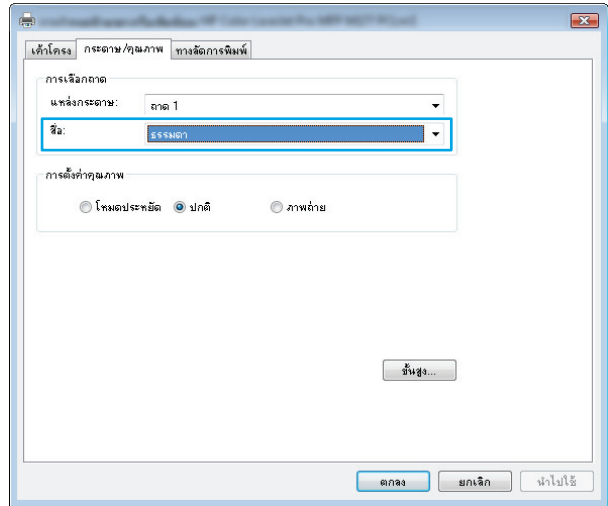 เค้าโครง กระดาษ/คุณภาพ ทางลัดการพิมพ์
การเลือกถาด
แหล่งกระดาษ: ถาด 1
สื่อ: ธรรมดา
การตั้งค่าคุณภาพ
โหมดประหยัด ปกติ ภาพถ่าย
ขั้นสูง...
ตกลง ยกเลิก นำไปใช้